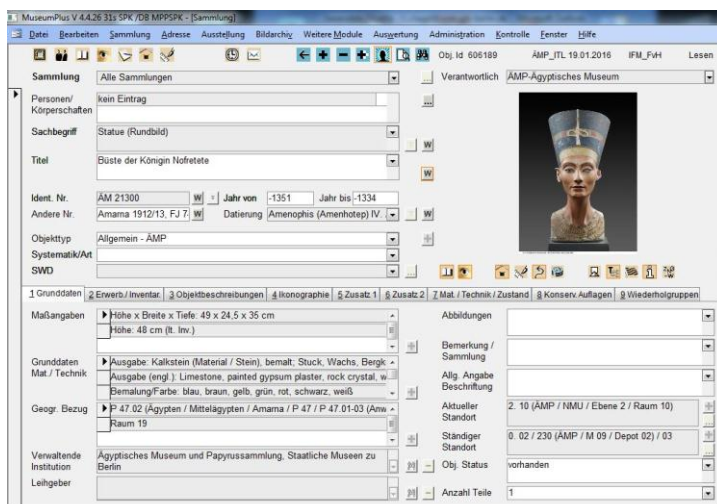 MuseumPlus V 4.4.26 31s SPK /DB MPPSPK - [Sammlung]
Datei Bearbeiten Sammlung Adresse Ausstellung Bildarchiv Weitere Module Auswertung Administration Kontrolle Fenster Hilfe
Obj. Id 606189 ÄMP_ITL 19.01.2016 IFM_FvH Lesen
Sammlung Alle Sammlungen Verantwortlich ÄMP-Ägyptisches Museum
Personen/ kein Eintrag
Körperschaften
Sachbegriff Statue (Rundbild)
W
Titel Büste der Königin Nofretete
W
Ident. Nr. ÄM 21300 W Jahr von -1351 Jahr bis -1334
Andere Nr. Amarna 1912/13, FJ 7 W Datierung Amenophis (Amenhotep) IV. W
Objekttyp Allgemein - ÄMP
Systematik/Art
SWD
1 Grunddaten 2 Erwerb./ Inventar. 3 Objektbeschreibungen 4 Ikonographie 5 Zusatz 1 6 Zusatz 2 7 Mat. / Technik / Zustand 8 Konserv. Auflagen 9 Wiederholgruppen
Maßangaben Höhe x Breite x Tiefe: 49 x 24,5 x 35 cm Abbildungen
Höhe: 48 cm (lt. Inv.)
Bemerkung /
Sammlung
Grunddaten Ausgabe: Kalkstein (Material / Stein), bemalt; Stuck, Wachs, Bergk
Mat./ Technik Ausgabe (engl.): Limestone, painted gypsum plaster, rock crystal, w Allg. Angabe
Bemalung/Farbe: blau, braun, gelb, grün, rot, schwarz, weiß Beschriftung
Geogr. Bezug P 47.02 (Ägypten / Mittelägypten / Amarna / P 47 / P 47.01-03 (Anw Aktueller 2. 10 (ÄMP / NMU / Ebene 2 / Raum 10)
Raum 19 Standort
Ständiger 0. 02 / 230 (ÄMP / M 09 / Depot 02) / 03
Standort
Verwaltende Ägyptisches Museum und Papyrussammlung, Staatliche Museen zu Obj. Status vorhanden
Institution Berlin
Leihgeber
Anzahl Teile 1